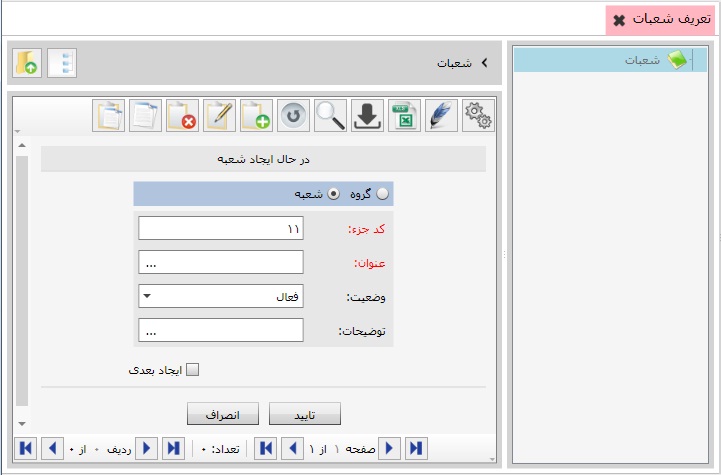 تعریف شعبات
شعبات
شعبات
در حال ایجاد شعبه
گروه شعبه
کد جزء: ۱۱
عنوان: ...
وضعیت: فعال
توضیحات: ...
ایجاد بعدی
تایید انصراف
صفحه ۱ از ۱ تعداد: ۰ ردیف ۰ از ۰